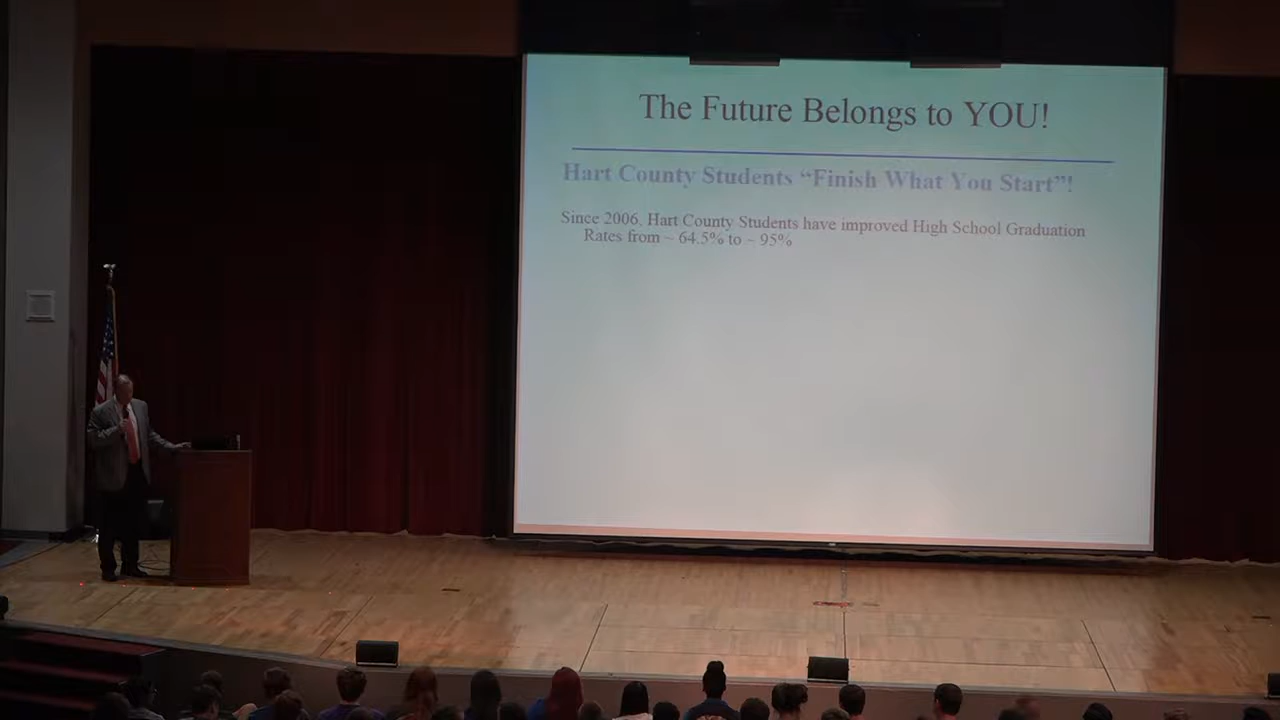 The Future Belongs to YOU!
Hart County Students “Finish What You Start”!
Since 2006, Hart County Students have improved High School Graduation
Rates from ~ 64.5% to ~ 95%